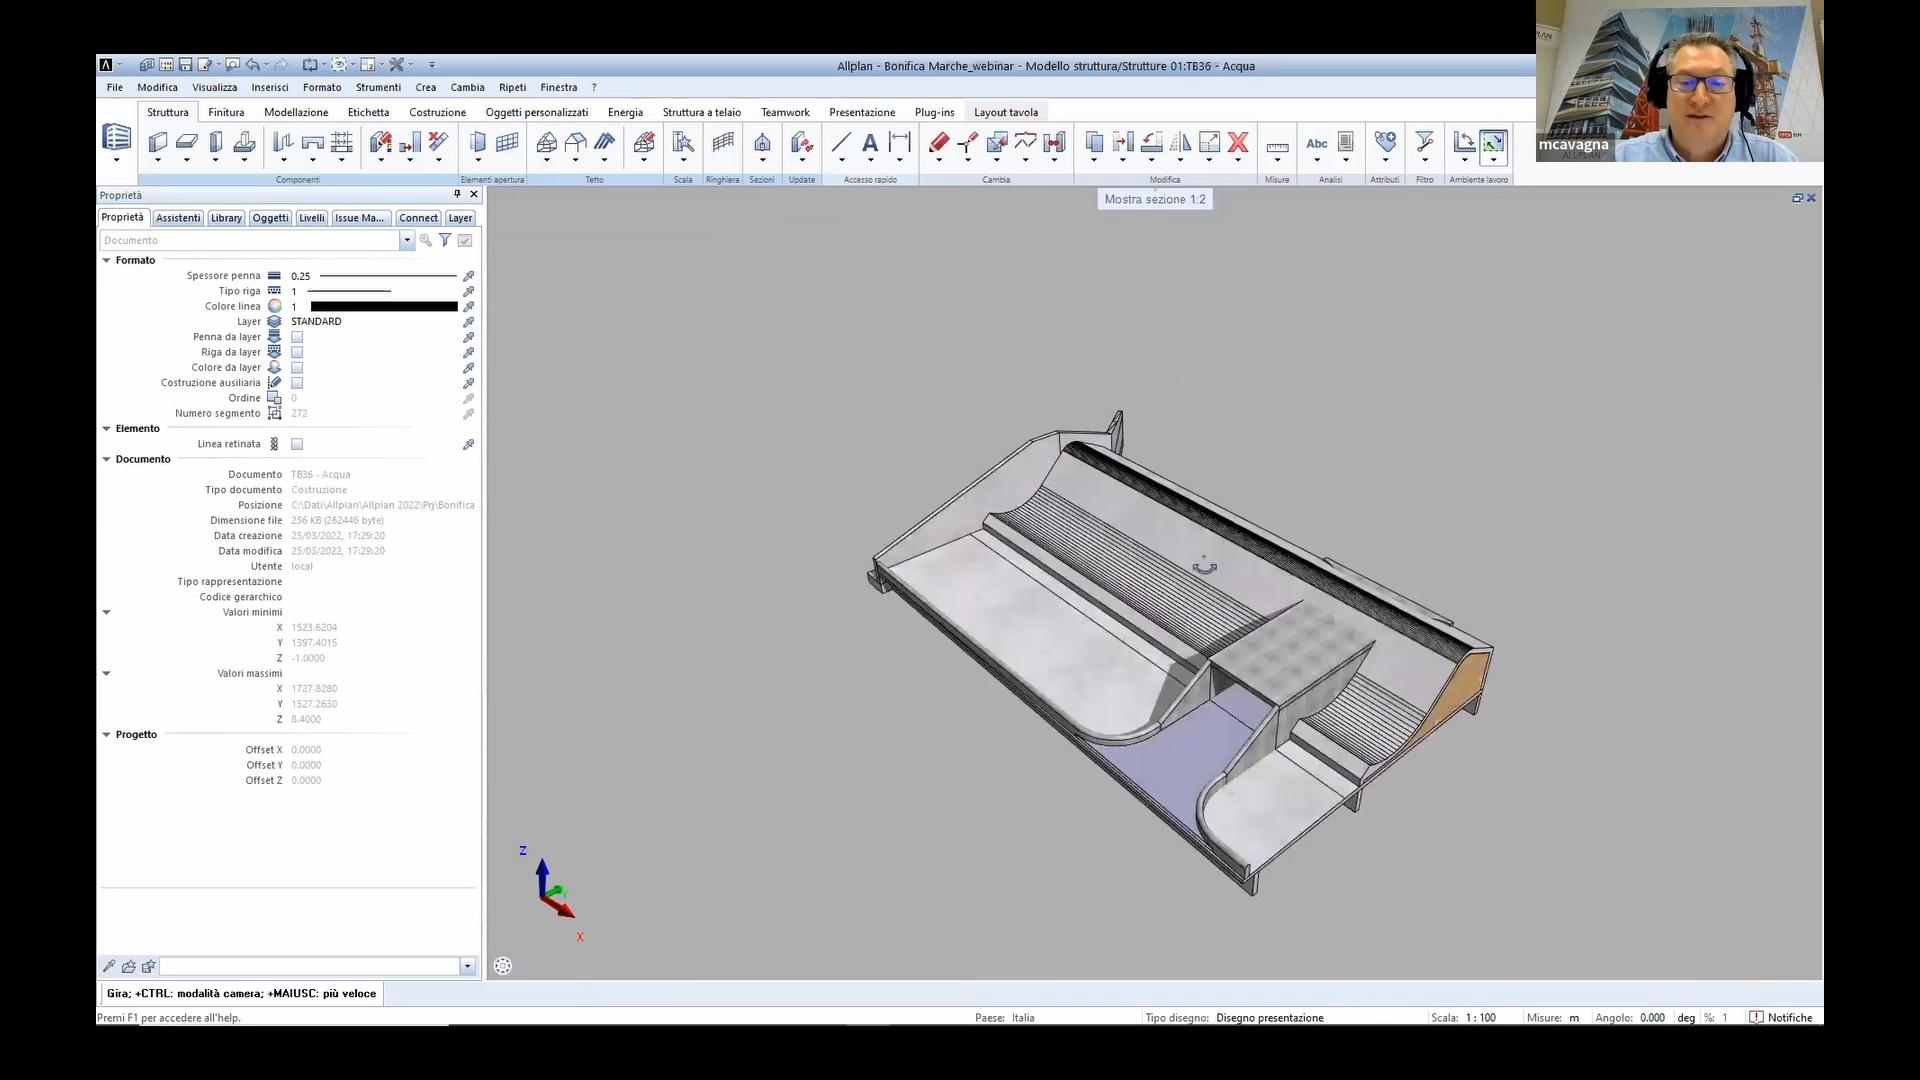 Allplan - Bonifica Marche_webinar - Modello struttura/Strutture 01:TB36 - Acqua
File Modifica Visualizza Inserisci Formato Strumenti Crea Cambia Ripeti Finestra ?
Struttura Finitura Modellazione Etichetta Costruzione Oggetti personalizzati Energia Struttura a telaio Teamwork Presentazione Plug-ins Layout tavola
mcavagna
Abc
Componenti Elementi apertura Tetto Scala Ringhiera Sezioni Update Accesso rapido Cambia Modifica Misure Analisi Attributi Filtro Ambiente lavoro
Proprietà
Mostra sezione 1:2
Proprietà Assistenti Library Oggetti Livelli Issue Ma... Connect Layer
Documento
Formato
Spessore penna 0.25
Tipo riga 1
Colore linea 1
Layer STANDARD
Penna da layer
Riga da layer
Colore da layer
Costruzione ausiliaria
Ordine 0
Numero segmento 272
Elemento
Linea retinata
Documento
Documento TB36 - Acqua
Tipo documento Costruzione
Posizione C:\Dati\Allplan\Allplan 2022\Prj\Bonifica
Dimensione file 256 KB (262446 byte)
Data creazione 25/03/2022, 17:29:20
Data modifica 25/03/2022, 17:29:20
Utente local
Tipo rappresentazione
Codice gerarchico
Valori minimi
X 1523.6204
Y 1397.4015
Z -1.0000
Valori massimi
X 1727.8280
Y 1527.2630
Z 8.4000
Progetto
Offset X 0.0000
Offset Y 0.0000
Offset Z 0.0000
Z
X
Gira; +CTRL: modalità camera; +MAIUSC: più veloce
Premi F1 per accedere all'help. Paese: Italia Tipo disegno: Disegno presentazione Scala: 1 : 100 Misure: m Angolo: 0.000 deg %: 1 Notifiche